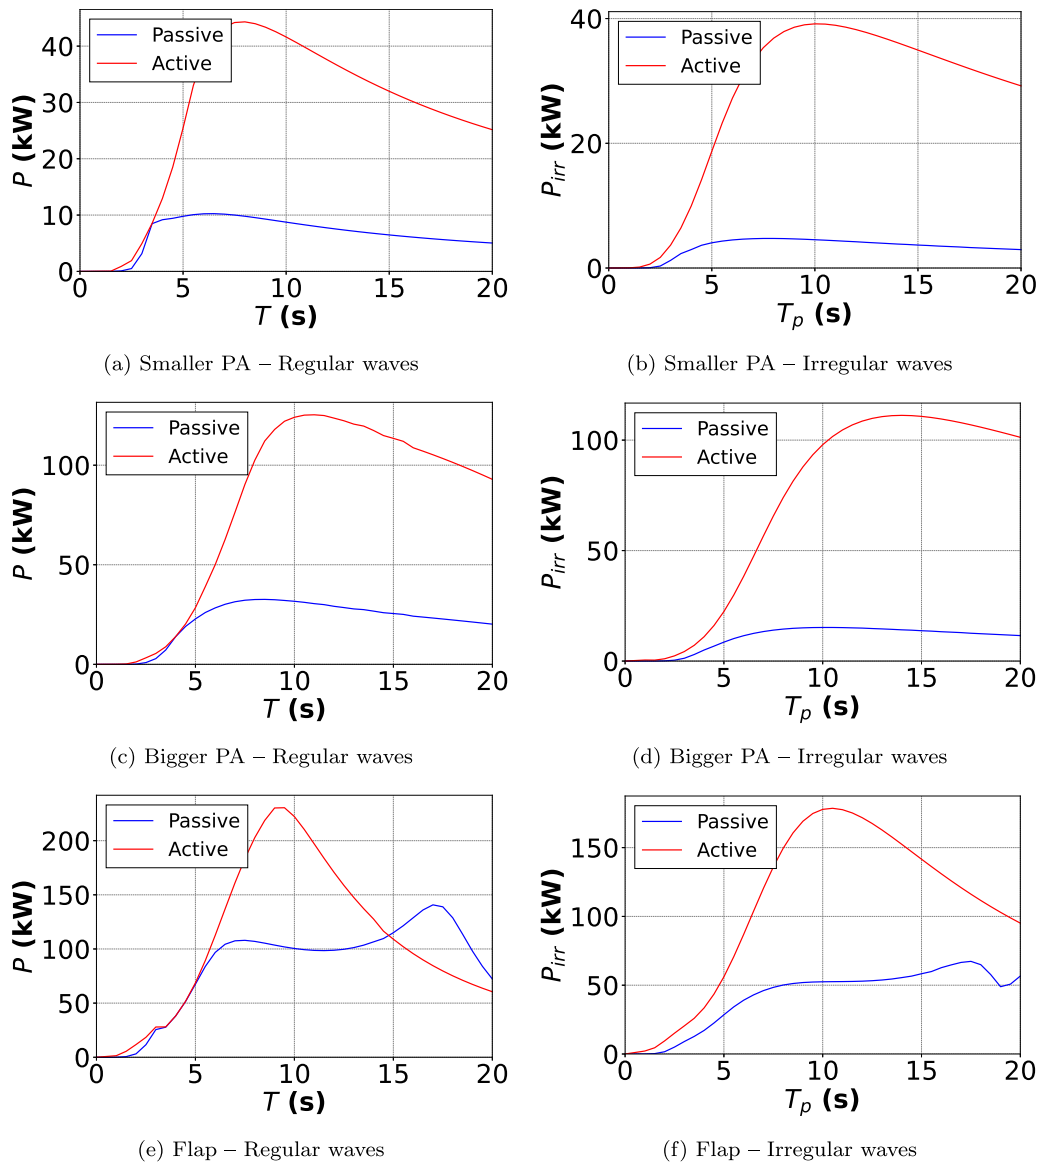 Passive
Active
P (kW)
40
30
20
10
0
0 5 10 15 20
T (s)
(a) Smaller PA – Regular waves
Passive
Active
P_irr (kW)
40
20
0
0 5 10 15 20
T_p (s)
(b) Smaller PA – Irregular waves
Passive
Active
P (kW)
100
50
0
0 5 10 15 20
T (s)
(c) Bigger PA – Regular waves
Passive
Active
P_irr (kW)
100
50
0
0 5 10 15 20
T_p (s)
(d) Bigger PA – Irregular waves
Passive
Active
P (kW)
200
150
100
50
0
0 5 10 15 20
T (s)
(e) Flap – Regular waves
Passive
Active
P_irr (kW)
150
100
50
0
0 5 10 15 20
T_p (s)
(f) Flap – Irregular waves